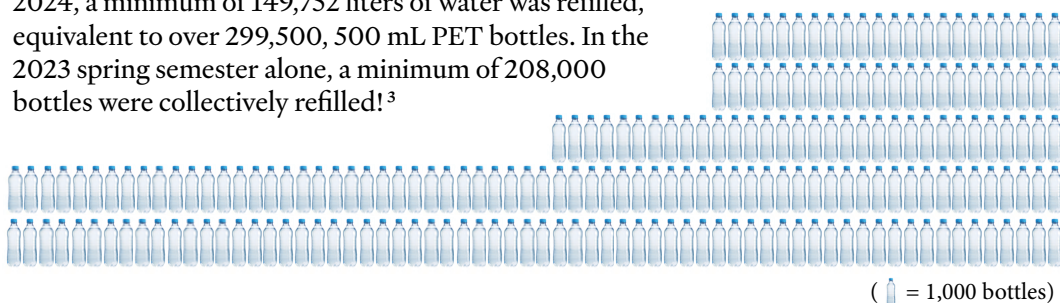 2024, a minimum of 149,752 liters of water was refilled,
equivalent to over 299,500, 500 mL PET bottles. In the
2023 spring semester alone, a minimum of 208,000
bottles were collectively refilled! ³
( = 1,000 bottles)